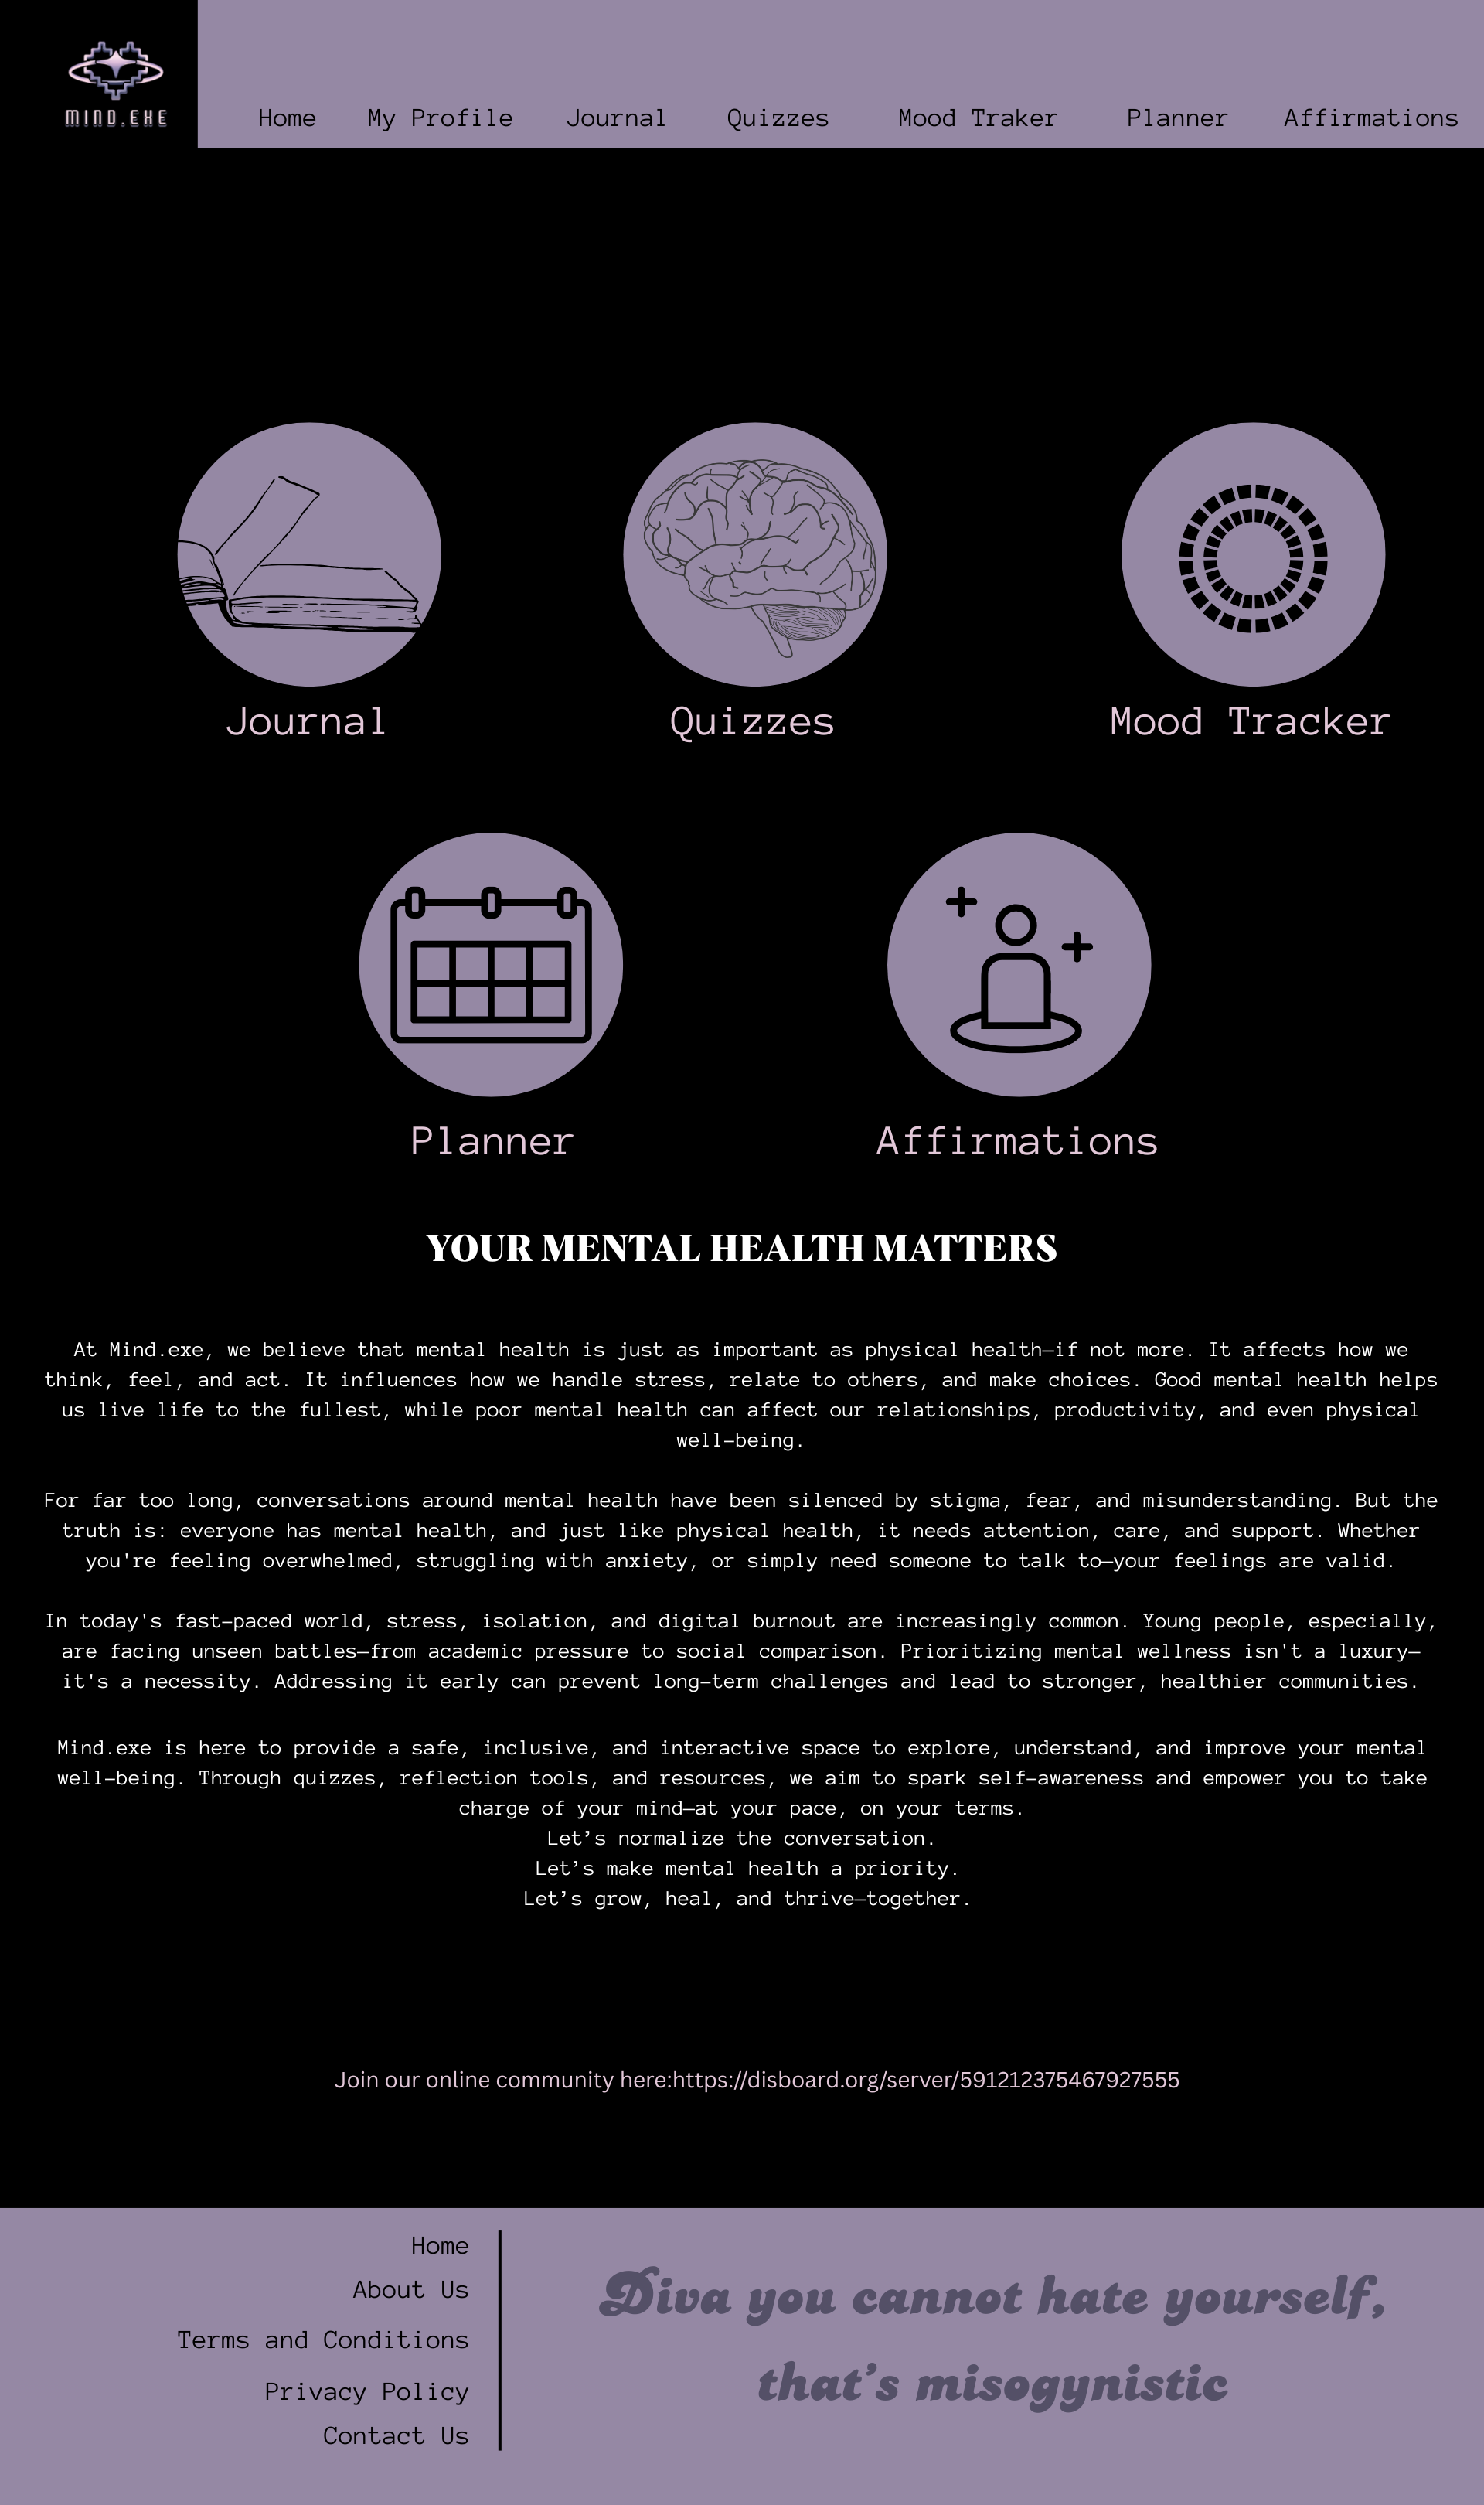 MIND.EXE
Home My Profile Journal Quizzes Mood Traker Planner Affirmations
Journal Quizzes Mood Tracker
Planner Affirmations
YOUR MENTAL HEALTH MATTERS
At Mind.exe, we believe that mental health is just as important as physical health—if not more. It affects how we
think, feel, and act. It influences how we handle stress, relate to others, and make choices. Good mental health helps
us live life to the fullest, while poor mental health can affect our relationships, productivity, and even physical
well-being.
For far too long, conversations around mental health have been silenced by stigma, fear, and misunderstanding. But the
truth is: everyone has mental health, and just like physical health, it needs attention, care, and support. Whether
you're feeling overwhelmed, struggling with anxiety, or simply need someone to talk to—your feelings are valid.
In today's fast-paced world, stress, isolation, and digital burnout are increasingly common. Young people, especially,
are facing unseen battles—from academic pressure to social comparison. Prioritizing mental wellness isn't a luxury—
it's a necessity. Addressing it early can prevent long-term challenges and lead to stronger, healthier communities.
Mind.exe is here to provide a safe, inclusive, and interactive space to explore, understand, and improve your mental
well-being. Through quizzes, reflection tools, and resources, we aim to spark self-awareness and empower you to take
charge of your mind—at your pace, on your terms.
Let’s normalize the conversation.
Let’s make mental health a priority.
Let’s grow, heal, and thrive—together.
Join our online community here:https://disboard.org/server/591212375467927555
Home
About Us
Terms and Conditions
Privacy Policy
Contact Us
Diva you cannot hate yourself,
that’s misogynistic